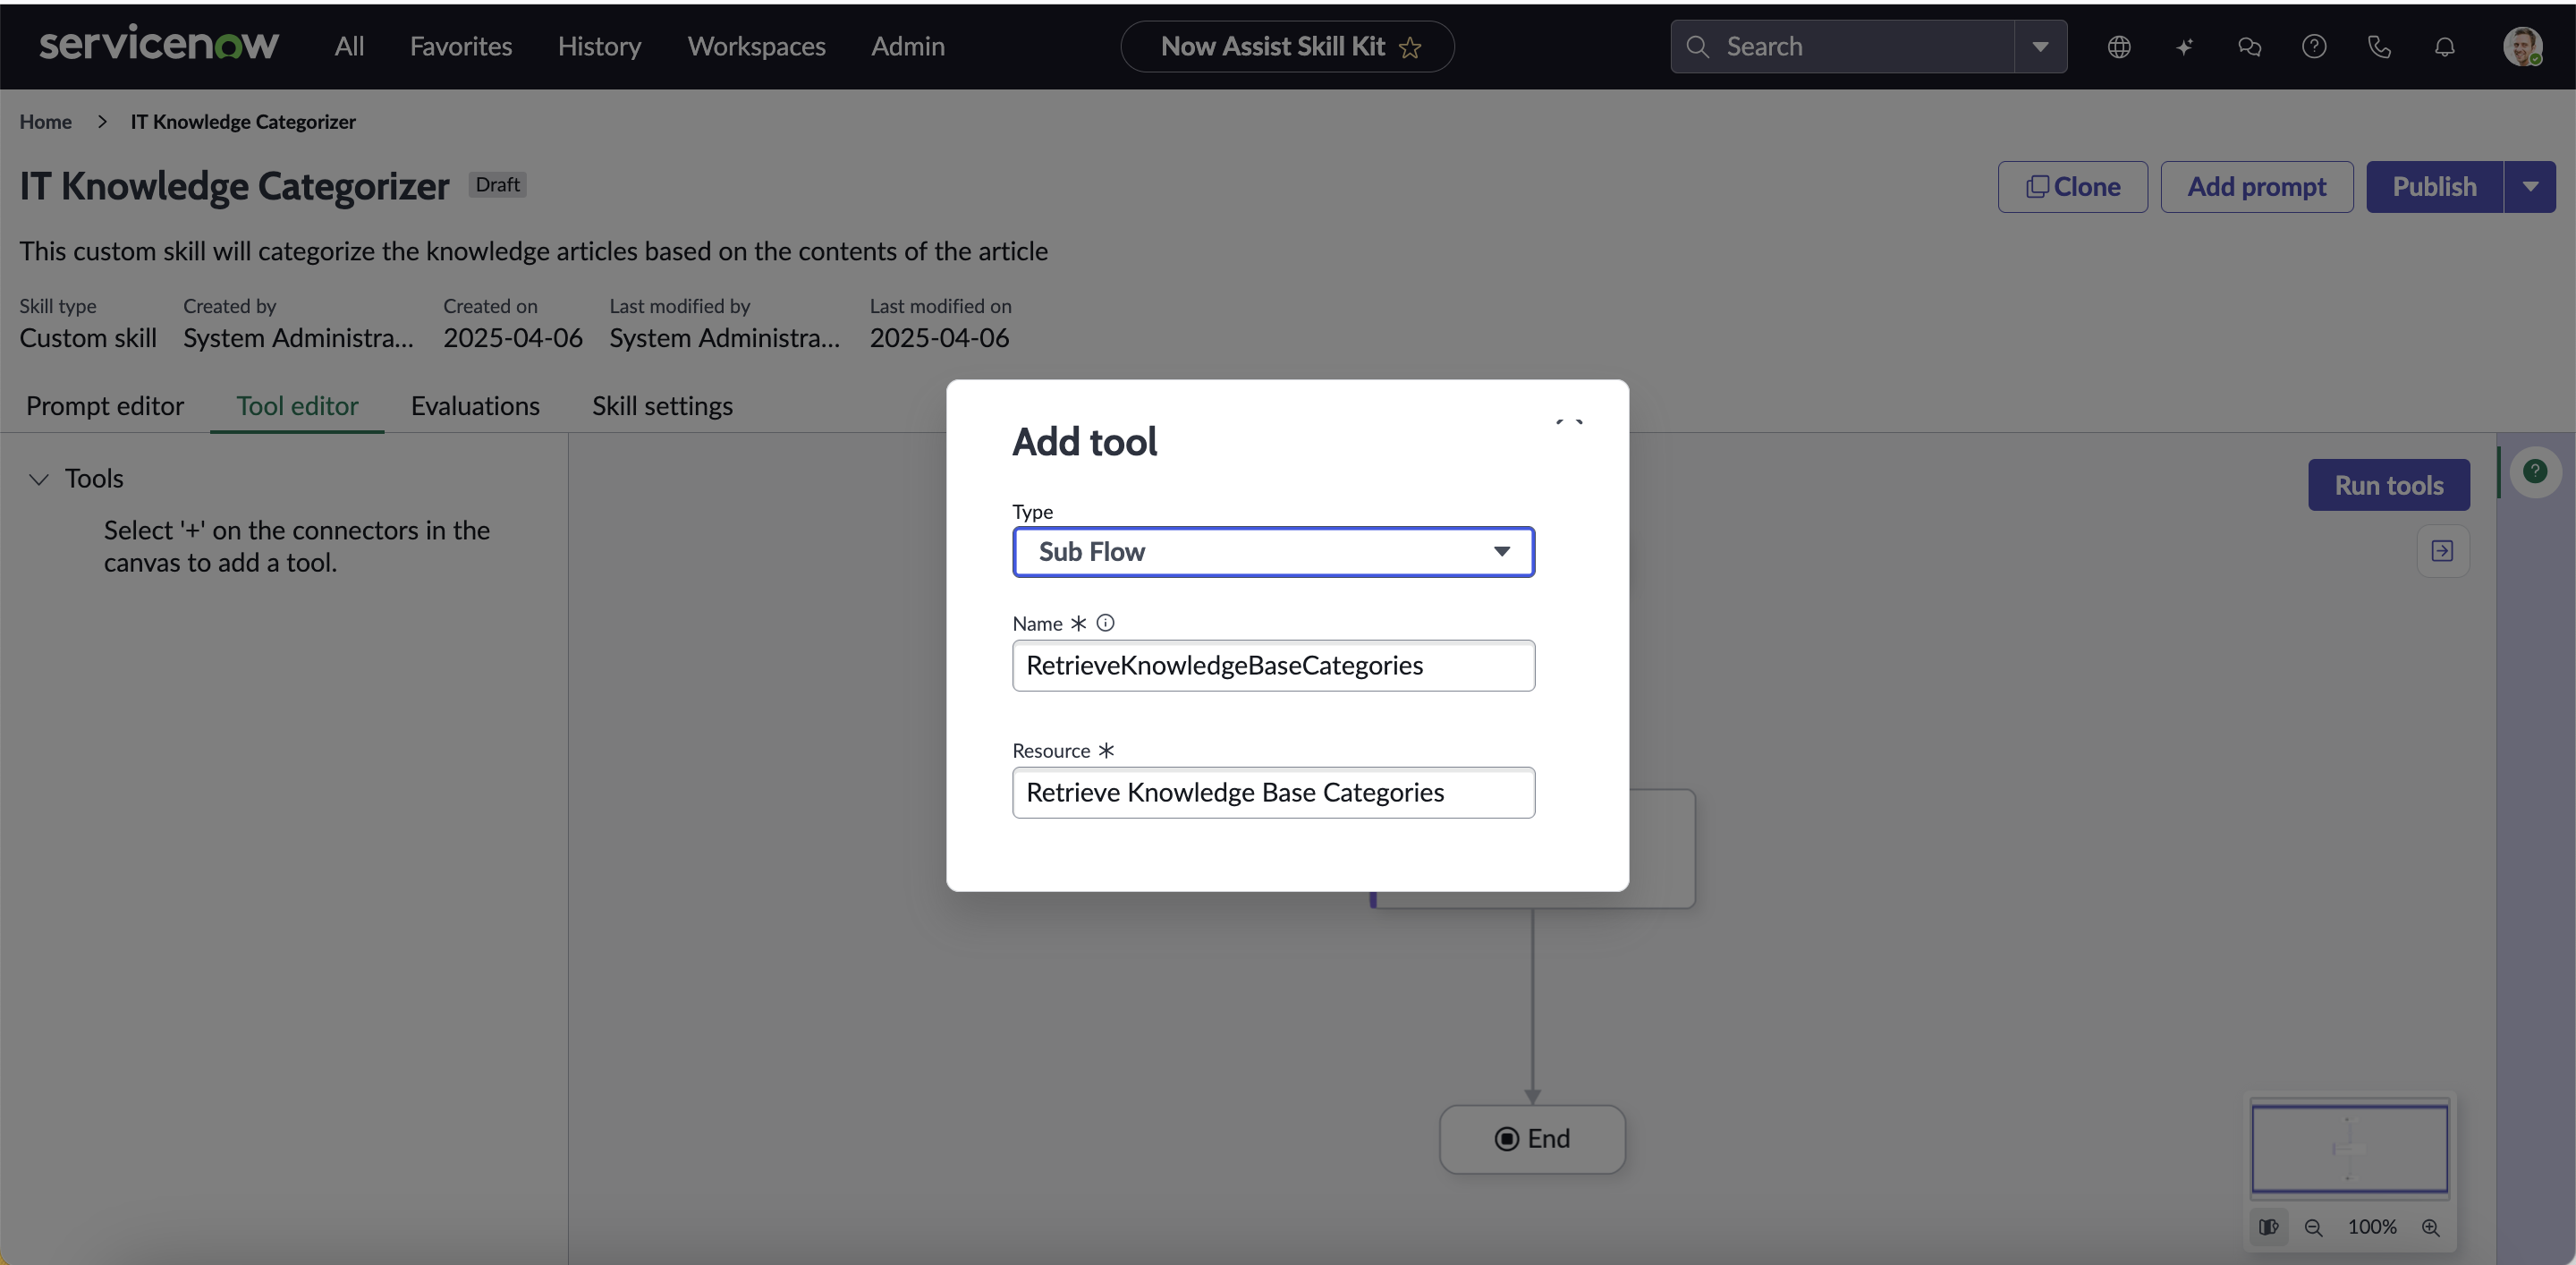 servicenow All Favorites History Workspaces Admin Now Assist Skill Kit Search
Home > IT Knowledge Categorizer
IT Knowledge Categorizer Draft Clone Add prompt Publish
This custom skill will categorize the knowledge articles based on the contents of the article
Skill type Created by Created on Last modified by Last modified on
Custom skill System Administra... 2025-04-06 System Administra... 2025-04-06
Prompt editor Tool editor Evaluations Skill settings
Tools
Select '+' on the connectors in the
canvas to add a tool.
Run tools
Add tool
Type
Sub Flow
Name *
RetrieveKnowledgeBaseCategories
Resource *
Retrieve Knowledge Base Categories
End
100%